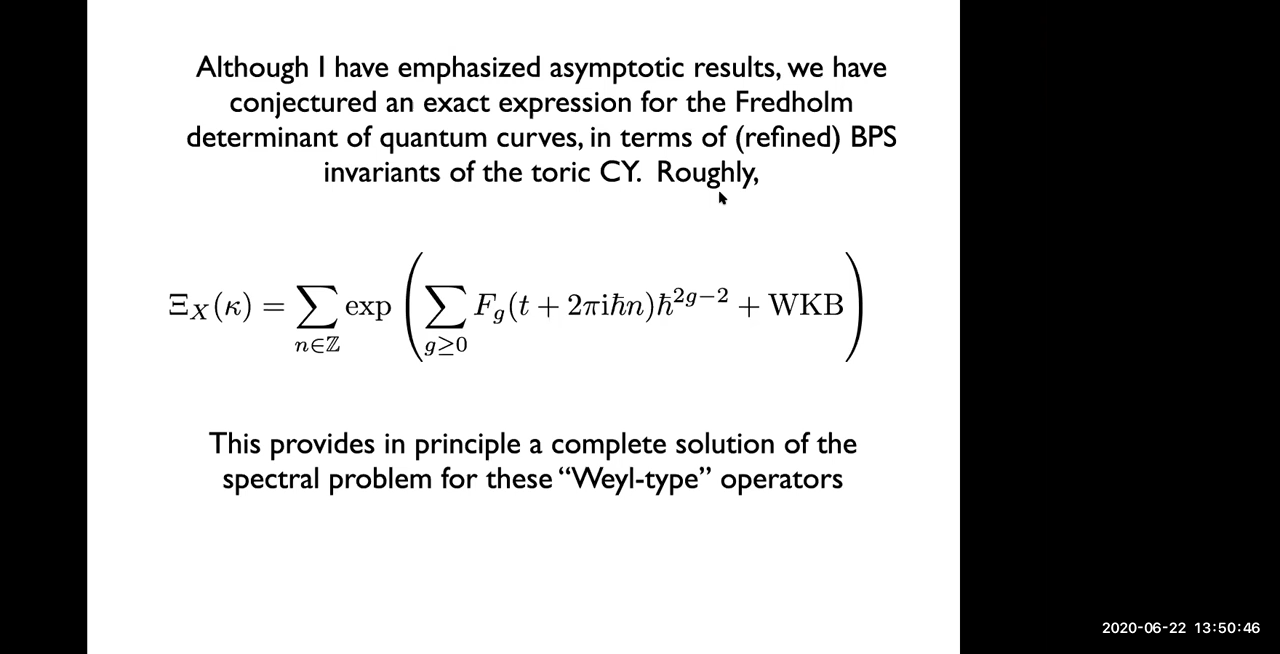 Although I have emphasized asymptotic results, we have
conjectured an exact expression for the Fredholm
determinant of quantum curves, in terms of (refined) BPS
invariants of the toric CY. Roughly,
Ξ_X(κ) = ∑_{n∈ℤ} exp ( ∑_{g≥0} F_g(t + 2πiℏn)ℏ^{2g−2} + WKB )
This provides in principle a complete solution of the
spectral problem for these “Weyl-type” operators
2020-06-22 13:50:46